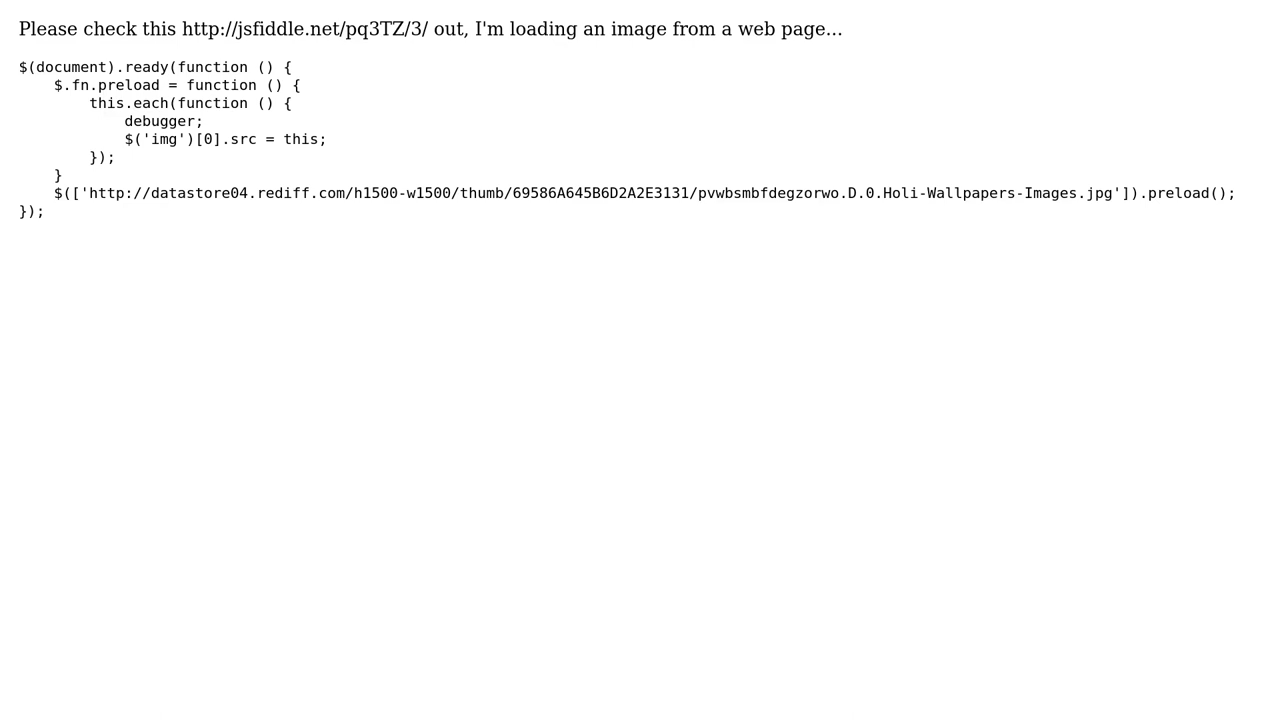 Please check this http://jsfiddle.net/pq3TZ/3/ out, I'm loading an image from a web page...
$(document).ready(function () {
    $.fn.preload = function () {
        this.each(function () {
            debugger;
            $('img')[0].src = this;
        });
    }
    $(['http://datastore04.rediff.com/h1500-w1500/thumb/69586A645B6D2A2E3131/pvwbsmbfdegzorwo.D.0.Holi-Wallpapers-Images.jpg']).preload();
});